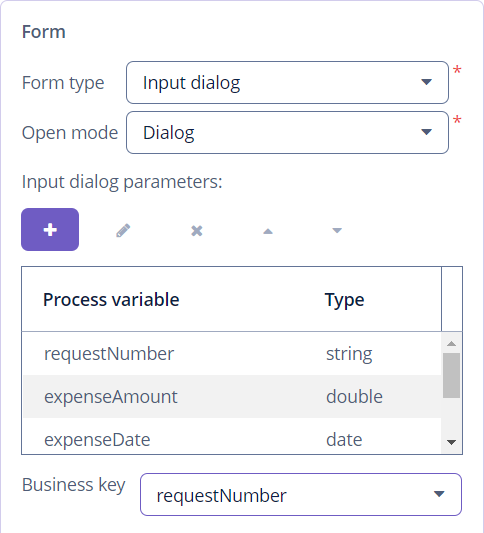 Form
Form type Input dialog *
Open mode Dialog *
Input dialog parameters:
Process variable Type
requestNumber string
expenseAmount double
expenseDate date
Business key requestNumber